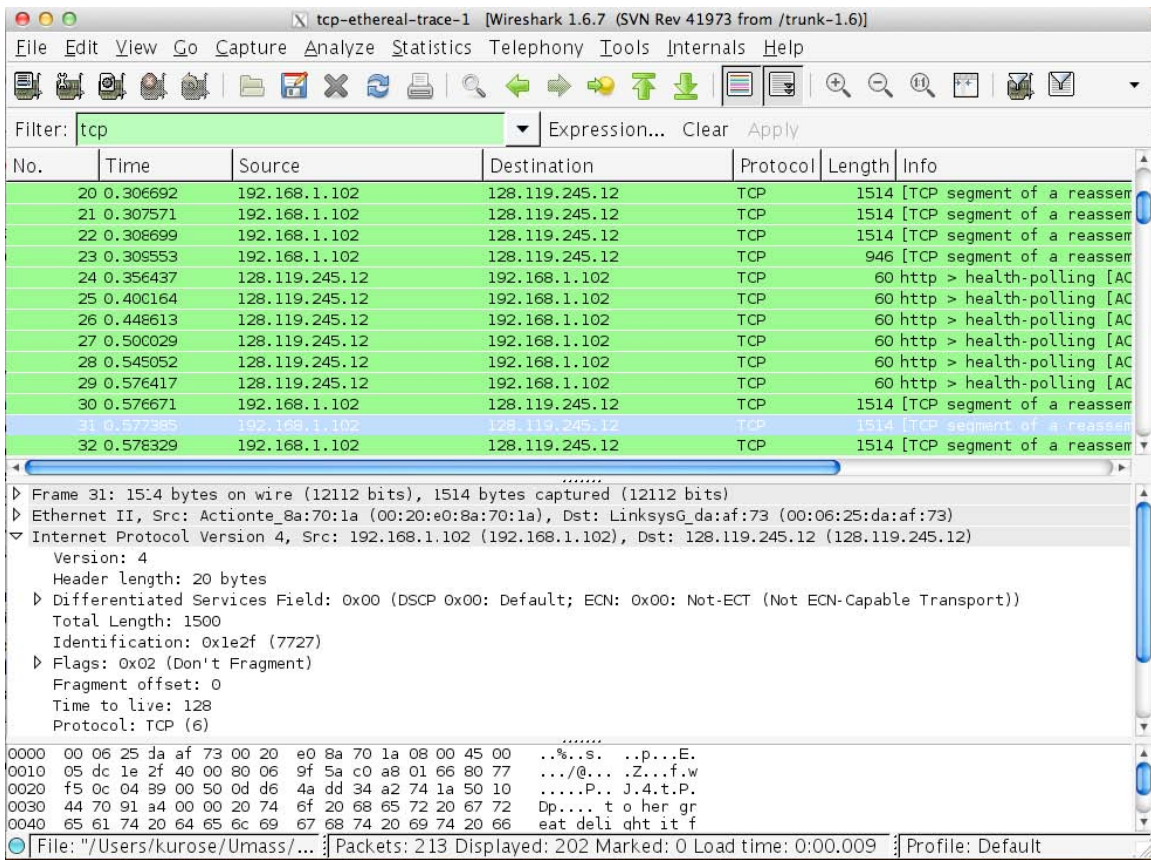 tcp-ethereal-trace-1 [Wireshark 1.6.7 (SVN Rev 41973 from /trunk-1.6)]
File Edit View Go Capture Analyze Statistics Telephony Tools Internals Help
Filter: tcp Expression... Clear Apply
No. Time Source Destination Protocol Length Info
20 0.306692 192.168.1.102 128.119.245.12 TCP 1514 [TCP segment of a reassem
21 0.307571 192.168.1.102 128.119.245.12 TCP 1514 [TCP segment of a reassem
22 0.308699 192.168.1.102 128.119.245.12 TCP 1514 [TCP segment of a reassem
23 0.309553 192.168.1.102 128.119.245.12 TCP 946 [TCP segment of a reassem
24 0.356437 128.119.245.12 192.168.1.102 TCP 60 http > health-polling [AC
25 0.400164 128.119.245.12 192.168.1.102 TCP 60 http > health-polling [AC
26 0.448613 128.119.245.12 192.168.1.102 TCP 60 http > health-polling [AC
27 0.500029 128.119.245.12 192.168.1.102 TCP 60 http > health-polling [AC
28 0.545052 128.119.245.12 192.168.1.102 TCP 60 http > health-polling [AC
29 0.576417 128.119.245.12 192.168.1.102 TCP 60 http > health-polling [AC
30 0.576671 192.168.1.102 128.119.245.12 TCP 1514 [TCP segment of a reassem
31 0.577385 192.168.1.102 128.119.245.12 TCP 1514 [TCP segment of a reassem
32 0.578329 192.168.1.102 128.119.245.12 TCP 1514 [TCP segment of a reassem
Frame 31: 1514 bytes on wire (12112 bits), 1514 bytes captured (12112 bits)
Ethernet II, Src: Actionte_8a:70:1a (00:20:e0:8a:70:1a), Dst: LinksysG_da:af:73 (00:06:25:da:af:73)
Internet Protocol Version 4, Src: 192.168.1.102 (192.168.1.102), Dst: 128.119.245.12 (128.119.245.12)
Version: 4
Header length: 20 bytes
Differentiated Services Field: 0x00 (DSCP 0x00: Default; ECN: 0x00: Not-ECT (Not ECN-Capable Transport))
Total Length: 1500
Identification: 0x1e2f (7727)
Flags: 0x02 (Don't Fragment)
Fragment offset: 0
Time to live: 128
Protocol: TCP (6)
0000 00 06 25 da af 73 00 20 e0 8a 70 1a 08 00 45 00 ..%..s. ..p...E.
0010 05 dc 1e 2f 40 00 80 06 9f 5a c0 a8 01 66 80 77 .../@... .Z...f.w
0020 f5 0c 04 89 00 50 0d d6 4a dd 34 a2 74 1a 50 10 .....P.. J.4.t.P.
0030 44 70 91 a4 00 00 20 74 6f 20 68 65 72 20 67 72 Dp.... t o her gr
0040 65 61 74 20 64 65 6c 69 67 68 74 20 69 74 20 66 eat deli ght it f
File: "/Users/kurose/Umass/... Packets: 213 Displayed: 202 Marked: 0 Load time: 0:00.009 Profile: Default